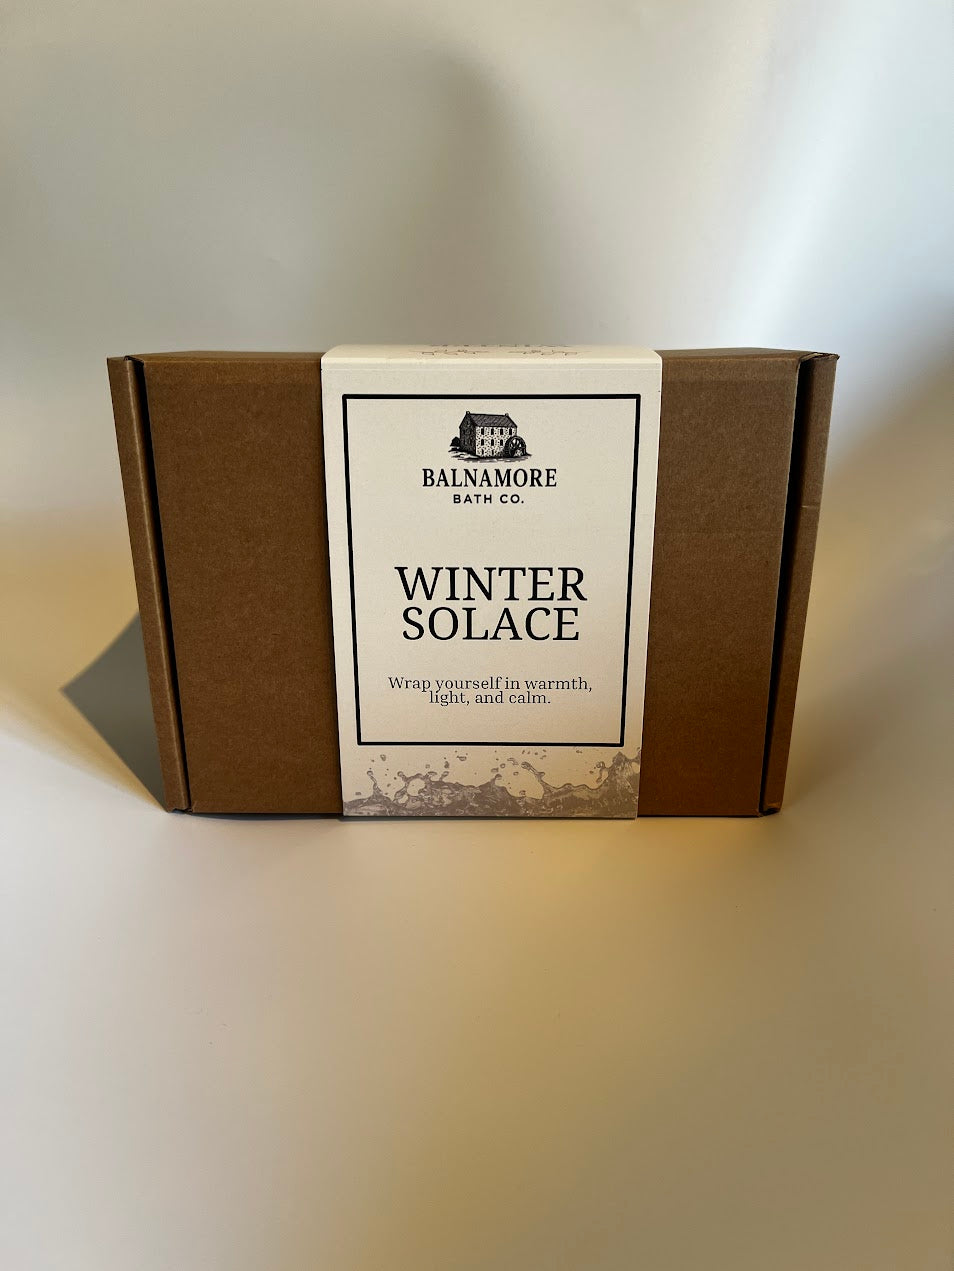 BALNAMORE
BATH CO.
WINTER
SOLACE
Wrap yourself in warmth,
light, and calm.